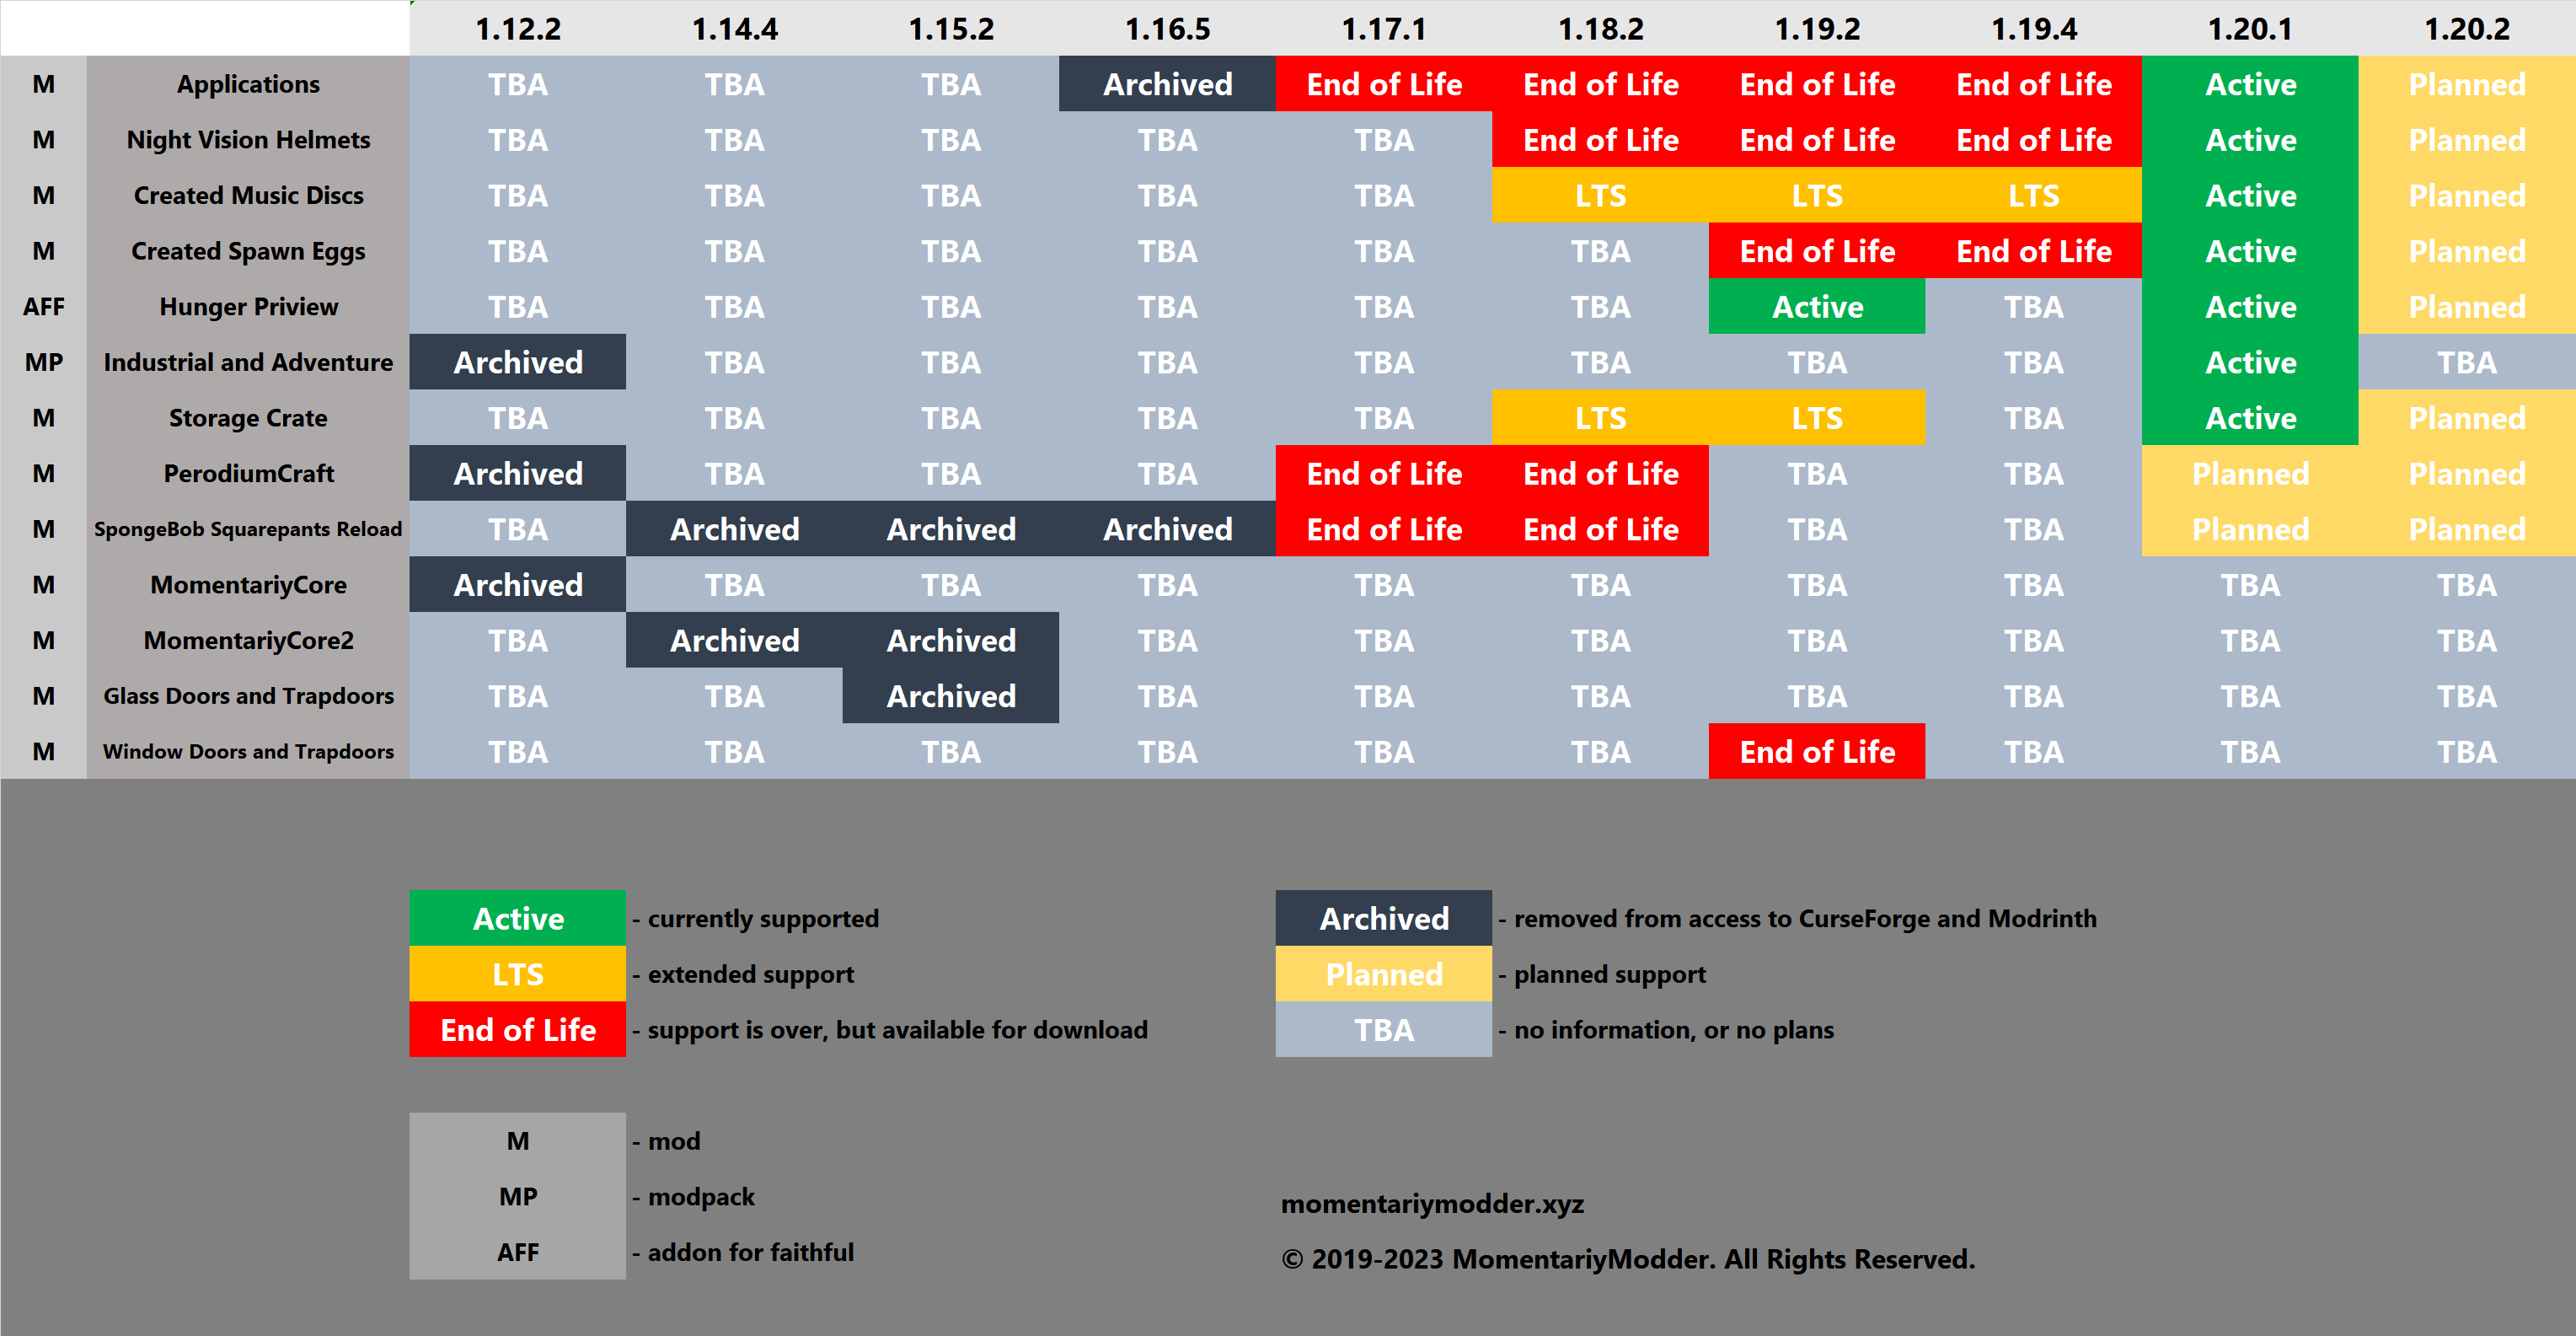 1.12.2 1.14.4 1.15.2 1.16.5 1.17.1 1.18.2 1.19.2 1.19.4 1.20.1 1.20.2
M Applications TBA TBA TBA Archived End of Life End of Life End of Life End of Life Active Planned
M Night Vision Helmets TBA TBA TBA TBA TBA End of Life End of Life End of Life Active Planned
M Created Music Discs TBA TBA TBA TBA TBA LTS LTS LTS Active Planned
M Created Spawn Eggs TBA TBA TBA TBA TBA TBA End of Life End of Life Active Planned
AFF Hunger Priview TBA TBA TBA TBA TBA TBA Active TBA Active Planned
MP Industrial and Adventure Archived TBA TBA TBA TBA TBA TBA TBA Active TBA
M Storage Crate TBA TBA TBA TBA TBA LTS LTS TBA Active Planned
M PerodiumCraft Archived TBA TBA TBA End of Life End of Life TBA TBA Planned Planned
M SpongeBob Squarepants Reload TBA Archived Archived Archived End of Life End of Life TBA TBA Planned Planned
M MomentariyCore Archived TBA TBA TBA TBA TBA TBA TBA TBA TBA
M MomentariyCore2 TBA Archived Archived TBA TBA TBA TBA TBA TBA TBA
M Glass Doors and Trapdoors TBA TBA Archived TBA TBA TBA TBA TBA TBA TBA
M Window Doors and Trapdoors TBA TBA TBA TBA TBA TBA End of Life TBA TBA TBA
Active - currently supported
LTS - extended support
End of Life - support is over, but available for download
Archived - removed from access to CurseForge and Modrinth
Planned - planned support
TBA - no information, or no plans
M - mod
MP - modpack
AFF - addon for faithful
momentariymodder.xyz
© 2019-2023 MomentariyModder. All Rights Reserved.